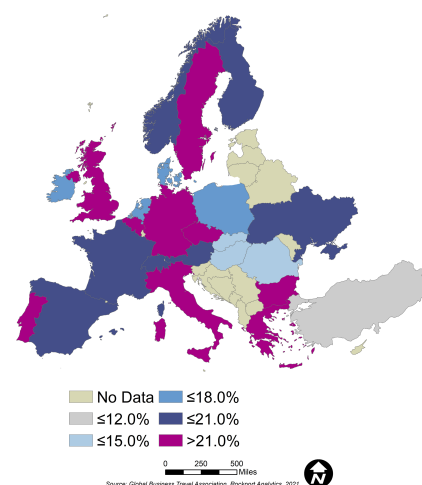 No Data ≤18.0%
≤12.0% ≤21.0%
≤15.0% >21.0%
0 250 500
Miles
Source: Global Business Travel Association, Rockport Analytics, 2021
N